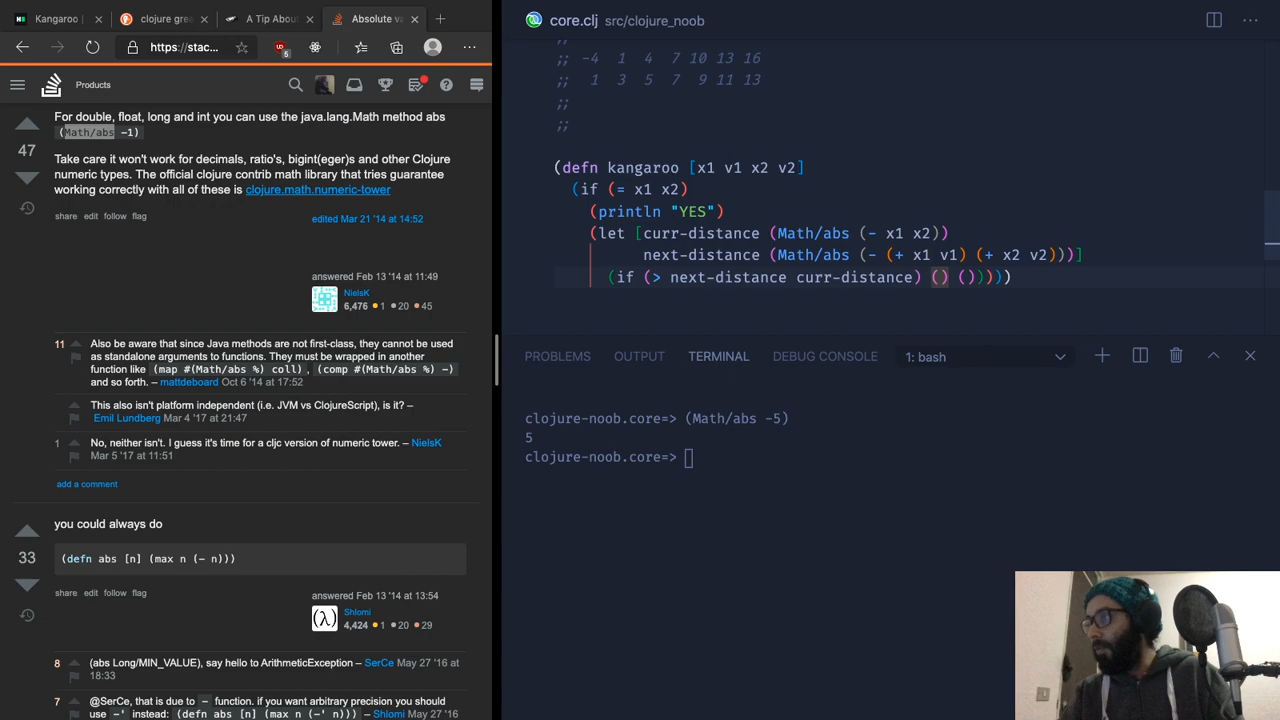 Kangaroo |
clojure grea
A Tip Abou
Absolute va
https://stac...
5
Products
For double, float, long and int you can use the java.lang.Math method abs
(Math/abs -1)
47
Take care it won't work for decimals, ratio's, bigint(eger)s and other Clojure
numeric types. The official clojure contrib math library that tries guarantee
working correctly with all of these is clojure.math.numeric-tower
share edit follow flag
edited Mar 21 '14 at 14:52
answered Feb 13 '14 at 11:49
NielsK
6,476 1 20 45
11
Also be aware that since Java methods are not first-class, they cannot be used
as standalone arguments to functions. They must be wrapped in another
function like (map #(Math/abs %) coll), (comp #(Math/abs %) -)
and so forth. – mattdeboard Oct 6 '14 at 17:52
This also isn't platform independent (i.e. JVM vs ClojureScript), is it? –
Emil Lundberg Mar 4 '17 at 21:47
1
No, neither isn't. I guess it's time for a cljc version of numeric tower. – NielsK
Mar 5 '17 at 11:51
add a comment
you could always do
33
(defn abs [n] (max n (- n)))
share edit follow flag
answered Feb 13 '14 at 13:54
(λ)
Shlomi
4,424 1 20 29
8
(abs Long/MIN_VALUE), say hello to ArithmeticException – SerCe May 27 '16 at
18:33
7
@SerCe, that is due to - function. if you want arbitrary precision you should
use -' instead: (defn abs [n] (max n (-' n))) – Shlomi May 27 '16
core.clj src/clojure_noob
;;
;; -4 1 4 7 10 13 16
;; 1 3 5 7 9 11 13
;;
;;
(defn kangaroo [x1 v1 x2 v2]
(if (= x1 x2)
(println "YES")
(let [curr-distance (Math/abs (- x1 x2))
next-distance (Math/abs (- (+ x1 v1) (+ x2 v2)))]
(if (> next-distance curr-distance) () ()))))
PROBLEMS OUTPUT TERMINAL DEBUG CONSOLE 1: bash
clojure-noob.core=> (Math/abs -5)
5
clojure-noob.core=>